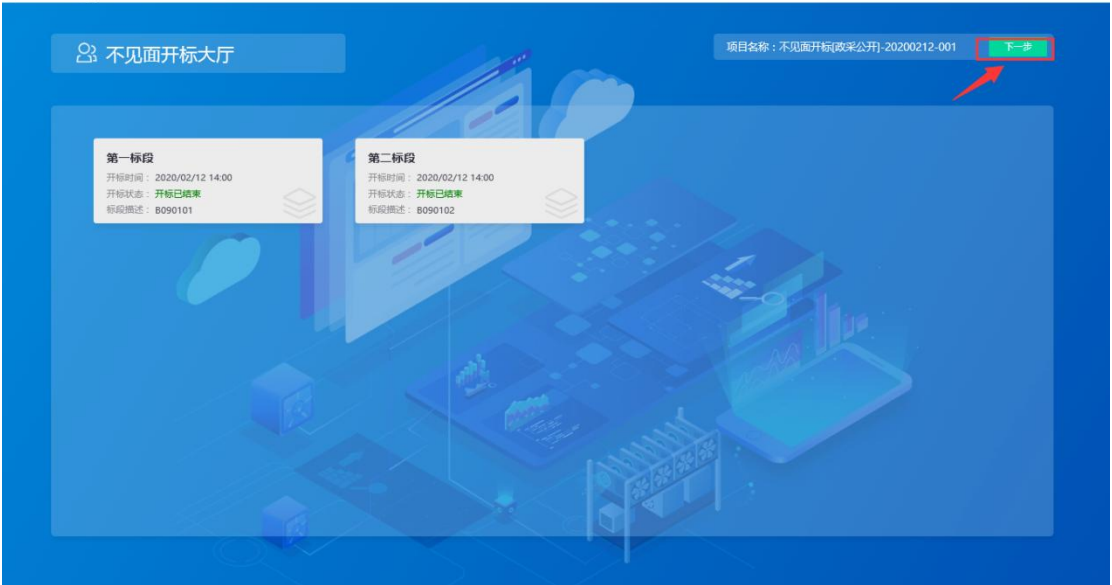 不见面开标大厅
项目名称：不见面开标[政采公开]-20200212-001
下一步
第一标段
开标时间： 2020/02/12 14:00
开标状态： 开标已结束
标段描述： B090101
第二标段
开标时间： 2020/02/12 14:00
开标状态： 开标已结束
标段描述： B090102